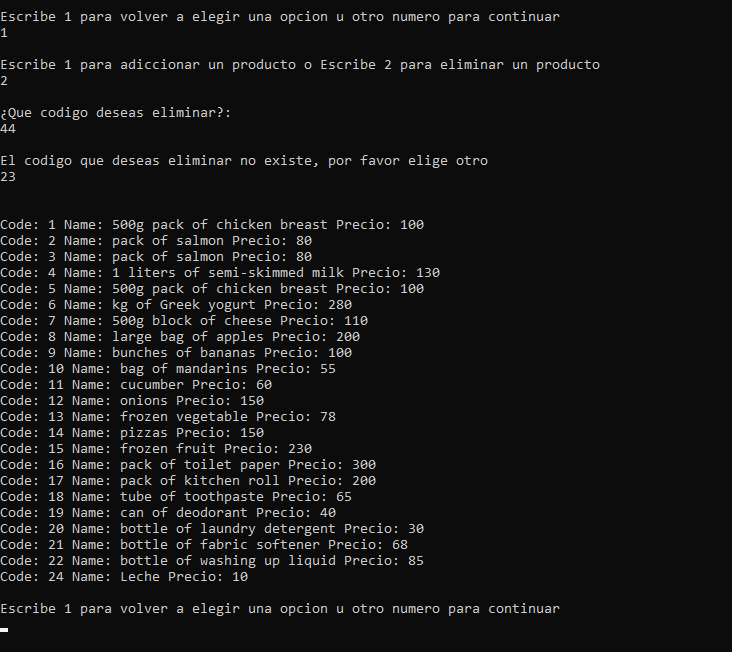 Escribe 1 para volver a elegir una opcion u otro numero para continuar
1
Escribe 1 para adiccionar un producto o Escribe 2 para eliminar un producto
2
¿Que codigo deseas eliminar?:
44
El codigo que deseas eliminar no existe, por favor elige otro
23
Code: 1 Name: 500g pack of chicken breast Precio: 100
Code: 2 Name: pack of salmon Precio: 80
Code: 3 Name: pack of salmon Precio: 80
Code: 4 Name: 1 liters of semi-skimmed milk Precio: 130
Code: 5 Name: 500g pack of chicken breast Precio: 100
Code: 6 Name: kg of Greek yogurt Precio: 280
Code: 7 Name: 500g block of cheese Precio: 110
Code: 8 Name: large bag of apples Precio: 200
Code: 9 Name: bunches of bananas Precio: 100
Code: 10 Name: bag of mandarins Precio: 55
Code: 11 Name: cucumber Precio: 60
Code: 12 Name: onions Precio: 150
Code: 13 Name: frozen vegetable Precio: 78
Code: 14 Name: pizzas Precio: 150
Code: 15 Name: frozen fruit Precio: 230
Code: 16 Name: pack of toilet paper Precio: 300
Code: 17 Name: pack of kitchen roll Precio: 200
Code: 18 Name: tube of toothpaste Precio: 65
Code: 19 Name: can of deodorant Precio: 40
Code: 20 Name: bottle of laundry detergent Precio: 30
Code: 21 Name: bottle of fabric softener Precio: 68
Code: 22 Name: bottle of washing up liquid Precio: 85
Code: 24 Name: Leche Precio: 10
Escribe 1 para volver a elegir una opcion u otro numero para continuar